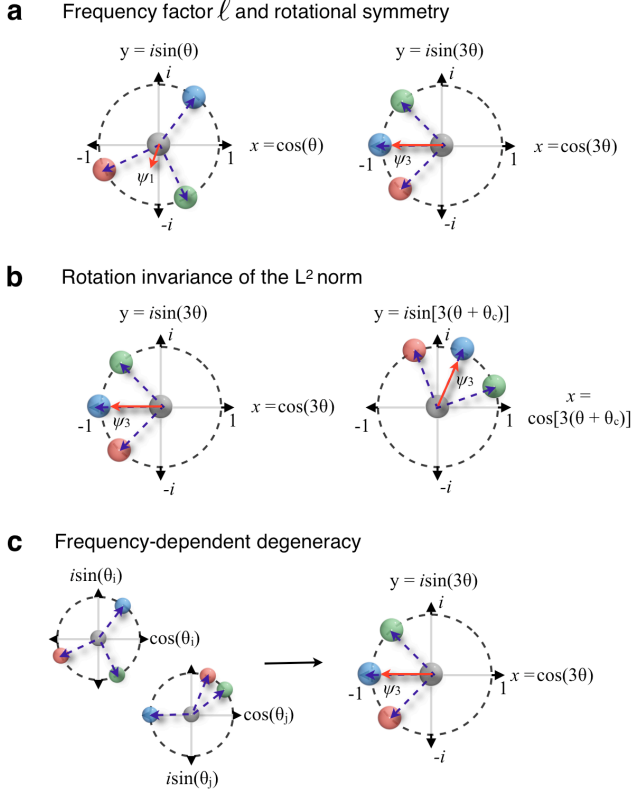 a Frequency factor ℓ and rotational symmetry
y = isin(θ)
i
-1
1
x = cos(θ)
ψ1
-i
y = isin(3θ)
i
-1
1
x = cos(3θ)
ψ3
-i
b Rotation invariance of the L² norm
y = isin(3θ)
i
-1
1
x = cos(3θ)
ψ3
-i
y = isin[3(θ + θc)]
i
ψ3
-1
1
x =
cos[3(θ + θc)]
-i
c Frequency-dependent degeneracy
isin(θi)
cos(θi)
cos(θj)
isin(θj)
y = isin(3θ)
i
-1
1
x = cos(3θ)
ψ3
-i